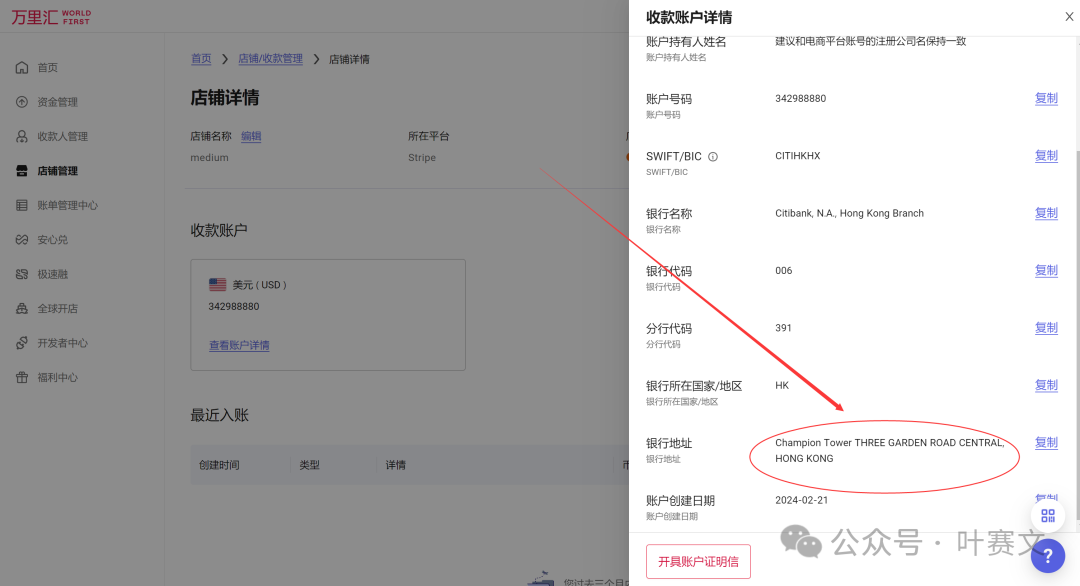 万里汇 WORLD FIRST
首页
资金管理
收款人管理
店铺管理
账单管理中心
安心兑
极速融
全球开店
开发者中心
福利中心
首页 > 店铺/收款管理 > 店铺详情
店铺详情
店铺名称 编辑
medium
所在平台
Stripe
收款账户
美元 ( USD )
342988880
查看账户详情
最近入账
创建时间 类型 详情
收款账户详情 X
账户持有人姓名 建议和电商平台账号的注册公司名保持一致
账户持有人姓名
账户号码 342988880 复制
账户号码
SWIFT/BIC CITIHKHX 复制
SWIFT/BIC
银行名称 Citibank, N.A., Hong Kong Branch 复制
银行名称
银行代码 006 复制
银行代码
分行代码 391 复制
分行代码
银行所在国家/地区 HK 复制
银行所在国家/地区
银行地址 Champion Tower THREE GARDEN ROAD CENTRAL, 复制
HONG KONG
银行地址
账户创建日期 2024-02-21 复制
账户创建日期
开具账户证明信
公众号 · 叶赛文
?